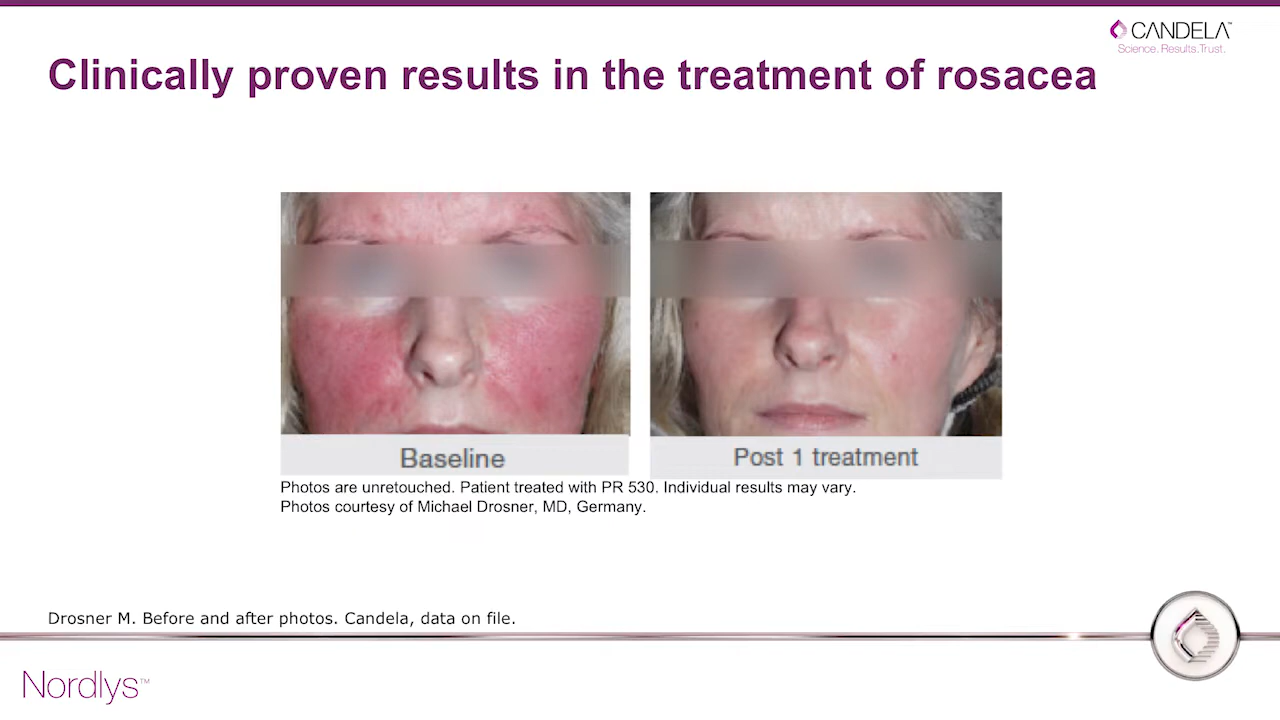 CANDELA™
Science. Results. Trust.
Clinically proven results in the treatment of rosacea
Baseline
Post 1 treatment
Photos are unretouched. Patient treated with PR 530. Individual results may vary.
Photos courtesy of Michael Drosner, MD, Germany.
Drosner M. Before and after photos. Candela, data on file.
Nordlys™